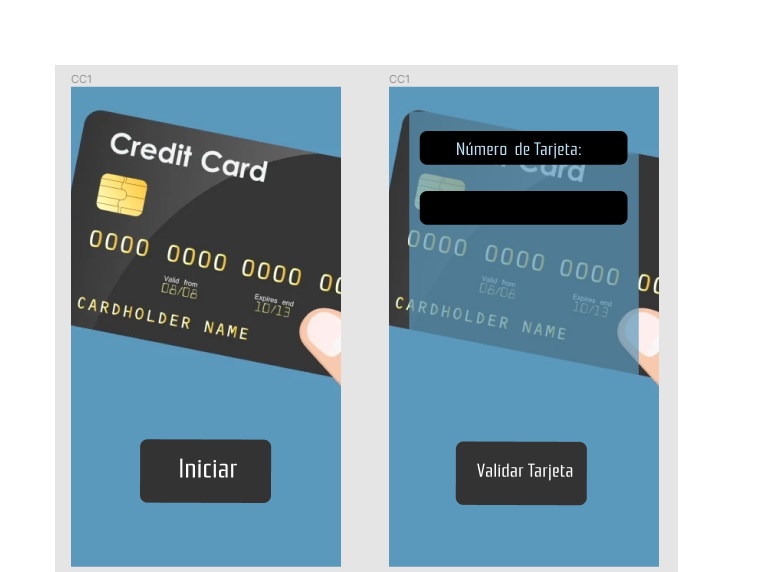 CC1
Credit Card
0000 0000 0000 00
Valid from
08/08
Expires end
10/13
CARDHOLDER NAME
Iniciar
CC1
Número de Tarjeta:
Card
0000 0000 0000 00
Valid from
08/08
Expires end
10/13
CARDHOLDER NAME
Validar Tarjeta